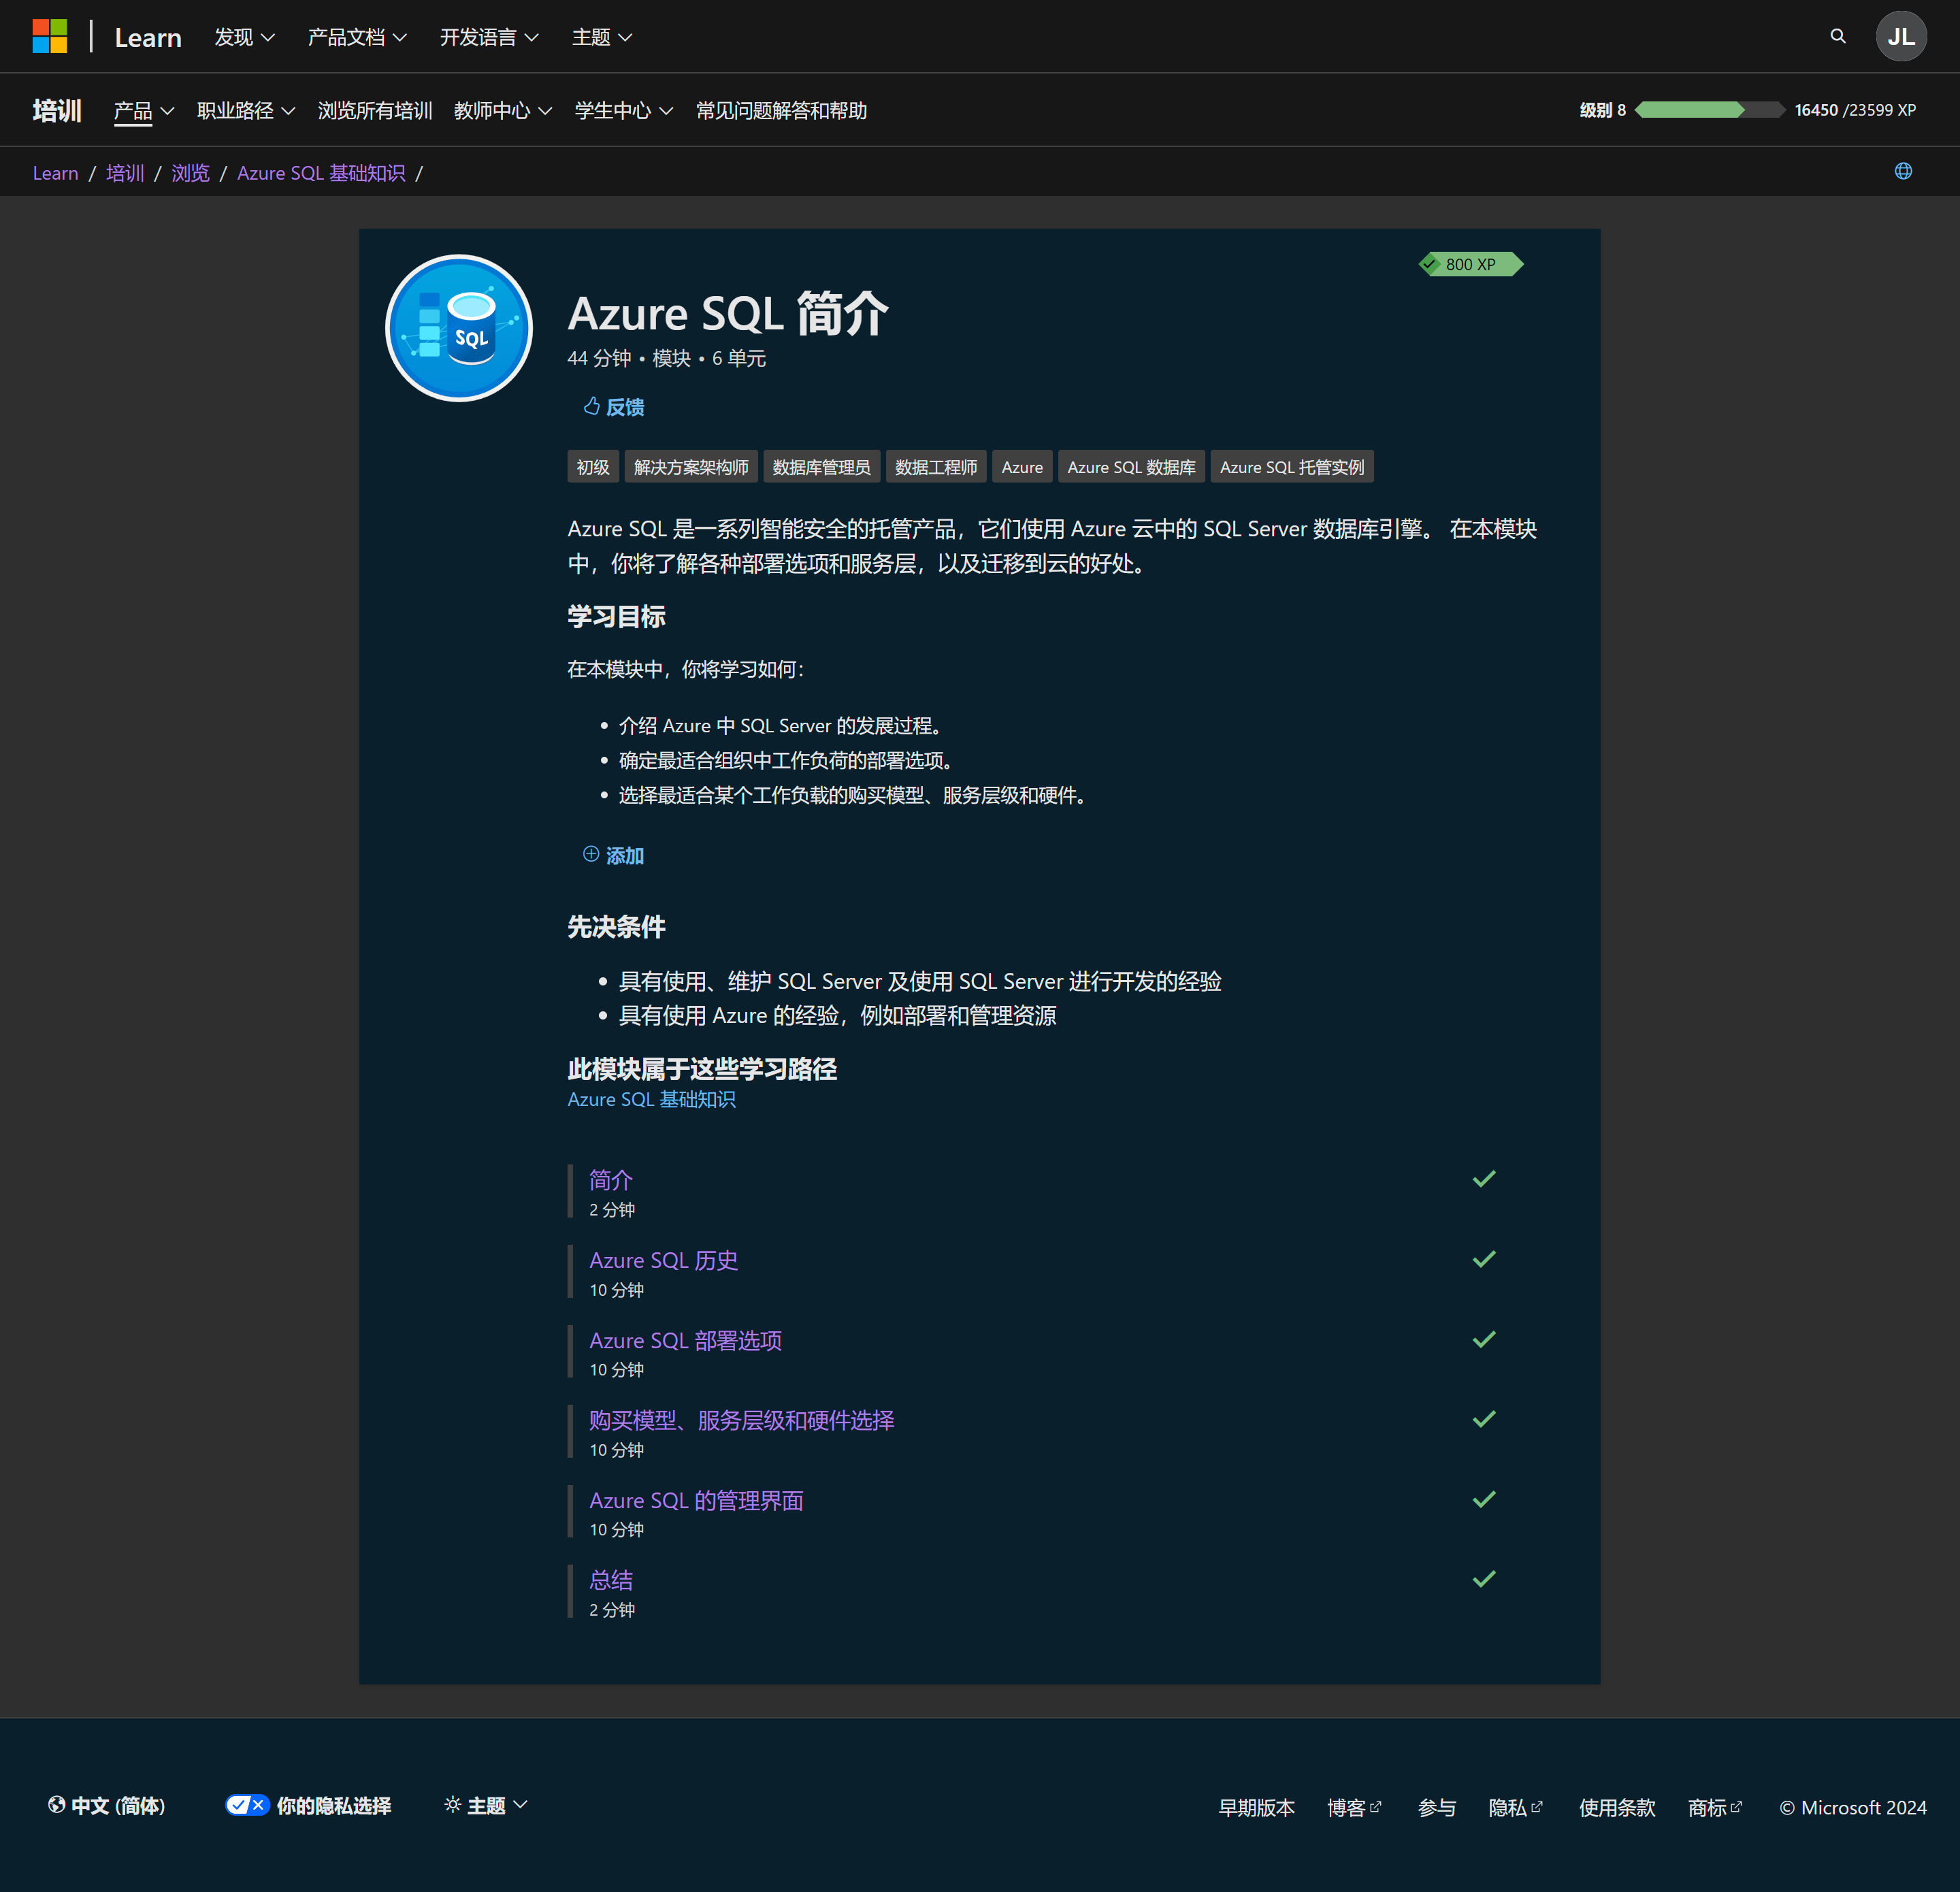 Learn 发现 产品文档 开发语言 主题 JL
培训 产品 职业路径 浏览所有培训 教师中心 学生中心 常见问题解答和帮助 级别 8 16450 /23599 XP
Learn / 培训 / 浏览 / Azure SQL 基础知识 /
800 XP
SQL
Azure SQL 简介
44 分钟 • 模块 • 6 单元
反馈
初级 解决方案架构师 数据库管理员 数据工程师 Azure Azure SQL 数据库 Azure SQL 托管实例
Azure SQL 是一系列智能安全的托管产品，它们使用 Azure 云中的 SQL Server 数据库引擎。 在本模块
中，你将了解各种部署选项和服务层，以及迁移到云的好处。
学习目标
在本模块中，你将学习如何：
• 介绍 Azure 中 SQL Server 的发展过程。
• 确定最适合组织中工作负荷的部署选项。
• 选择最适合某个工作负载的购买模型、服务层级和硬件。
添加
先决条件
• 具有使用、维护 SQL Server 及使用 SQL Server 进行开发的经验
• 具有使用 Azure 的经验，例如部署和管理资源
此模块属于这些学习路径
Azure SQL 基础知识
简介
2 分钟
Azure SQL 历史
10 分钟
Azure SQL 部署选项
10 分钟
购买模型、服务层级和硬件选择
10 分钟
Azure SQL 的管理界面
10 分钟
总结
2 分钟
中文 (简体) 你的隐私选择 主题 早期版本 博客 参与 隐私 使用条款 商标 © Microsoft 2024